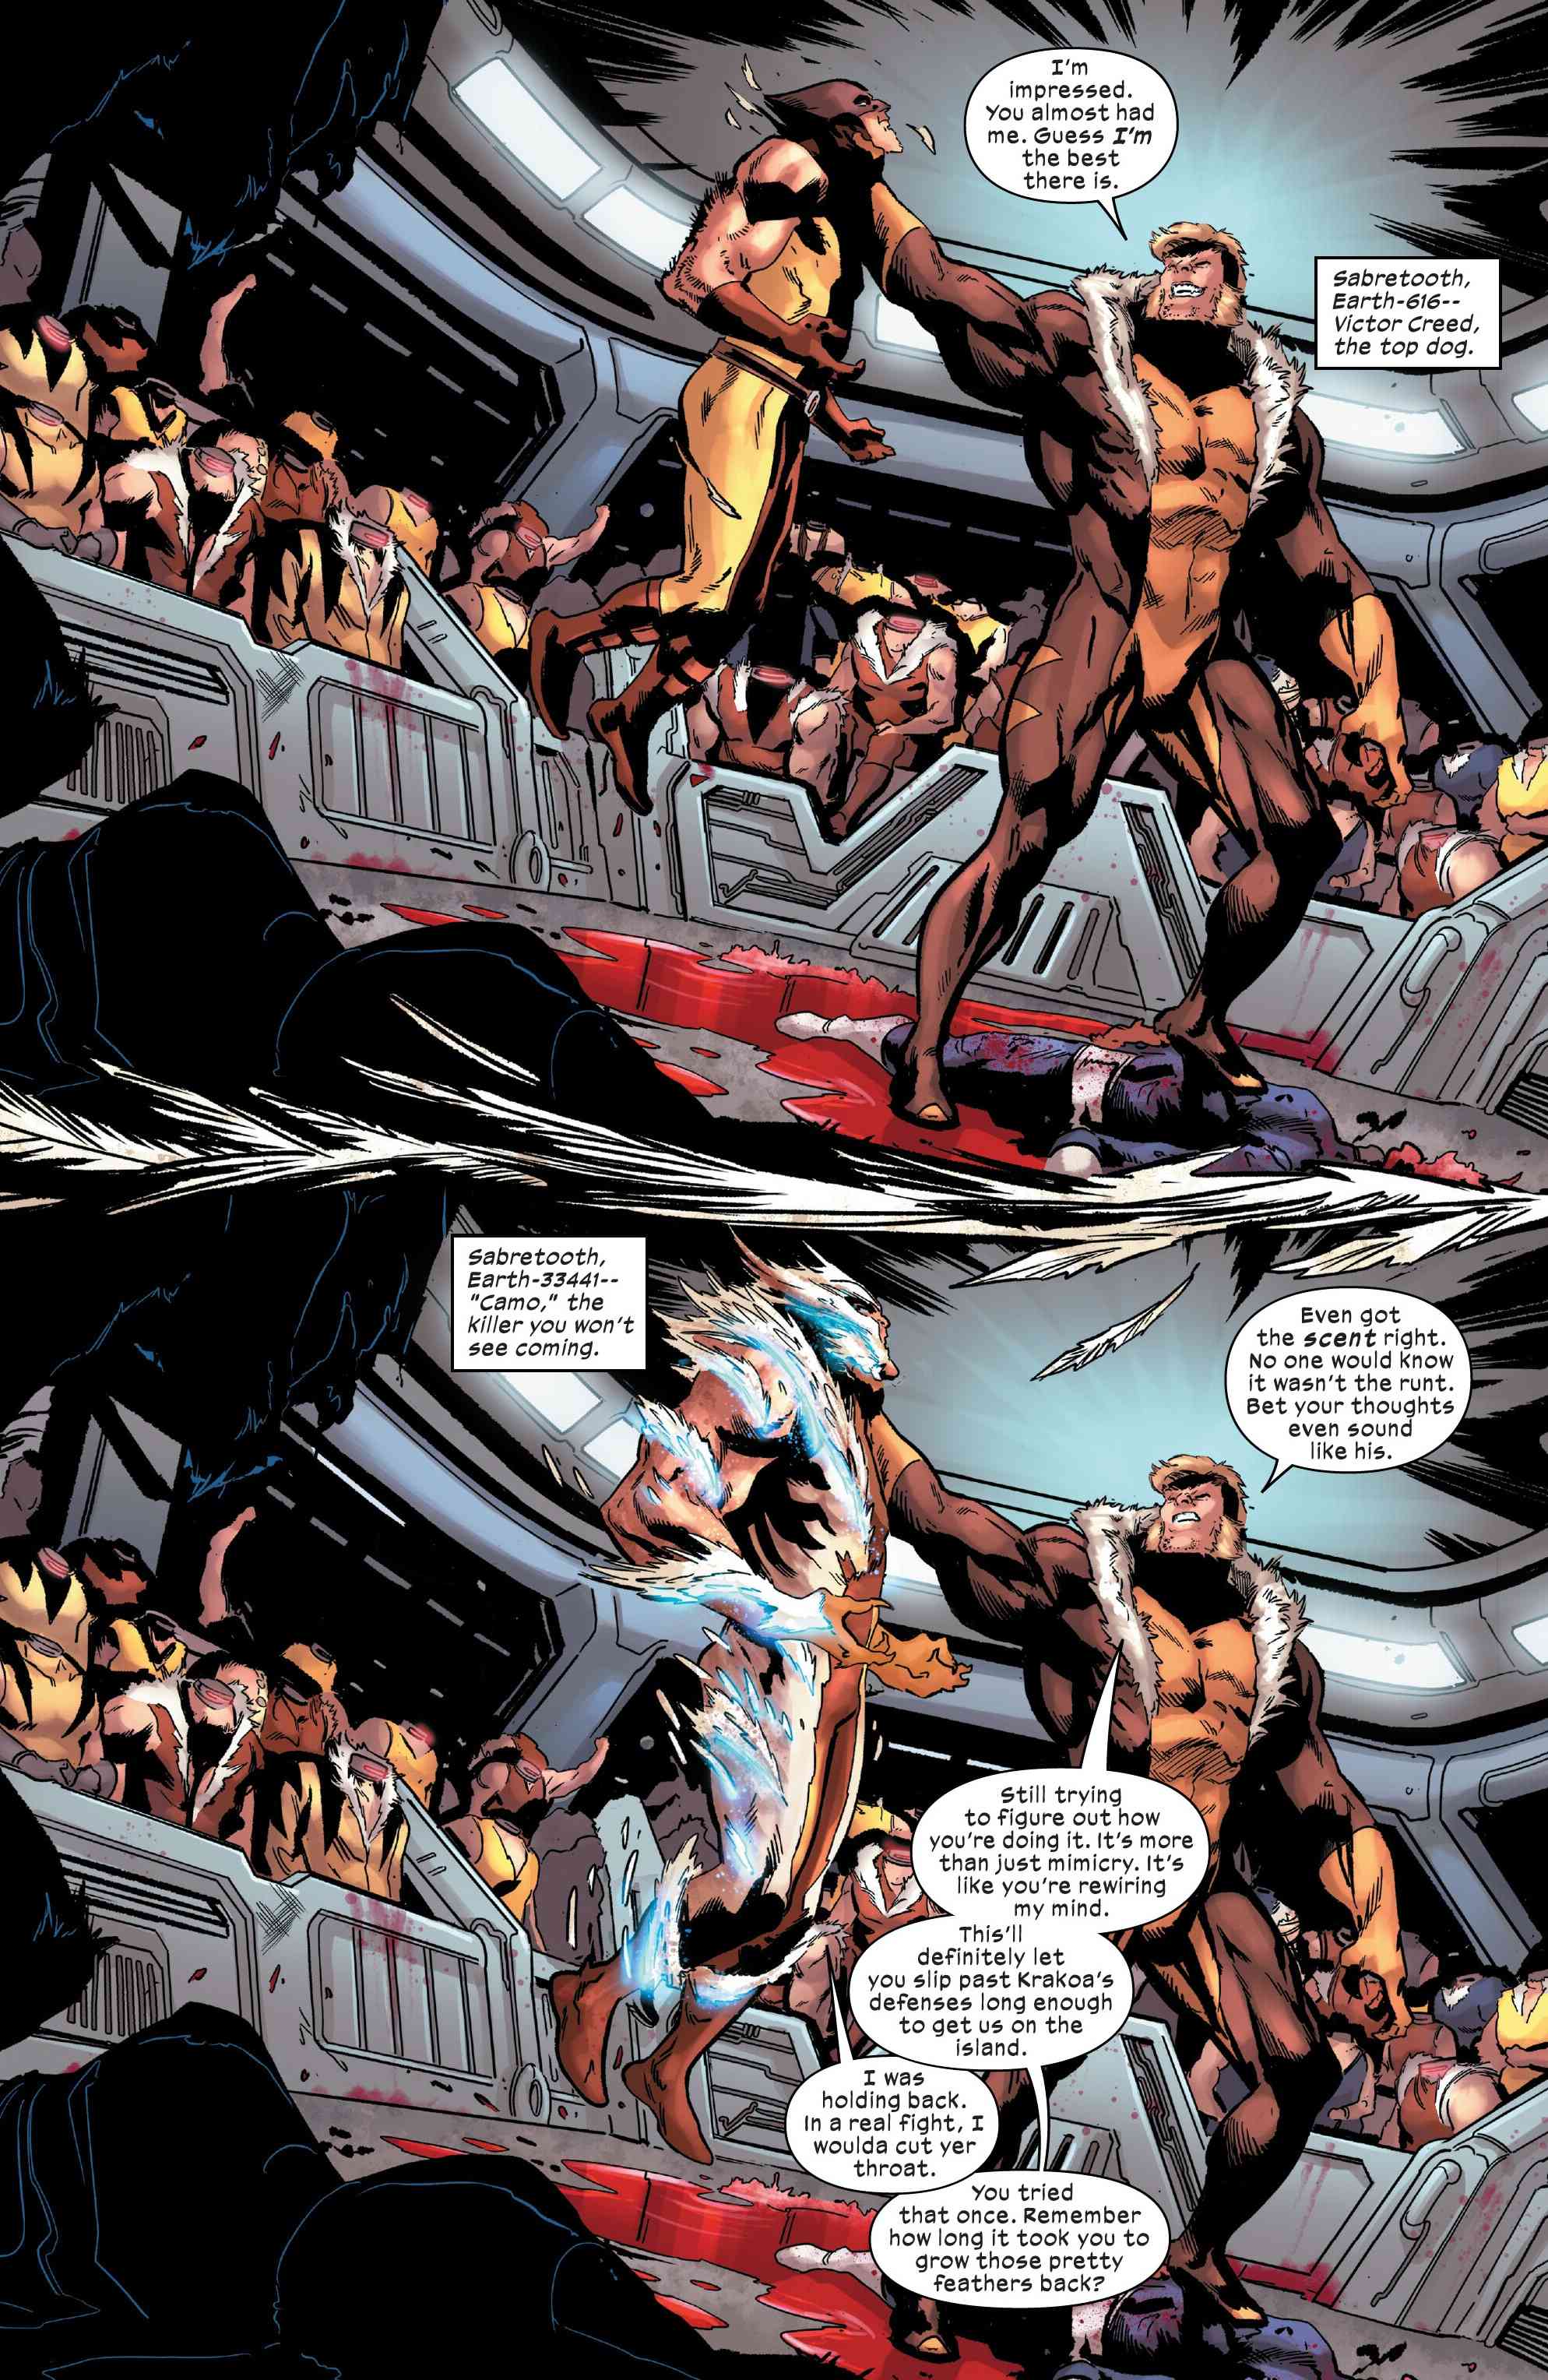 I'm
impressed.
You almost had
me. Guess I'm
the best
there is.
Sabretooth,
Earth-616--
Victor Creed,
the top dog.
Sabretooth,
Earth-33441--
"Camo," the
killer you won't
see coming.
Even got
the scent right.
No one would know
it wasn't the runt.
Bet your thoughts
even sound
like his.
Still trying
to figure out how
you're doing it. It's more
than just mimicry. It's
like you're rewiring
my mind.
This'll
definitely let
you slip past Krakoa's
defenses long enough
to get us on the
island.
I was
holding back.
In a real fight, I
woulda cut yer
throat.
You tried
that once. Remember
how long it took you to
grow those pretty
feathers back?